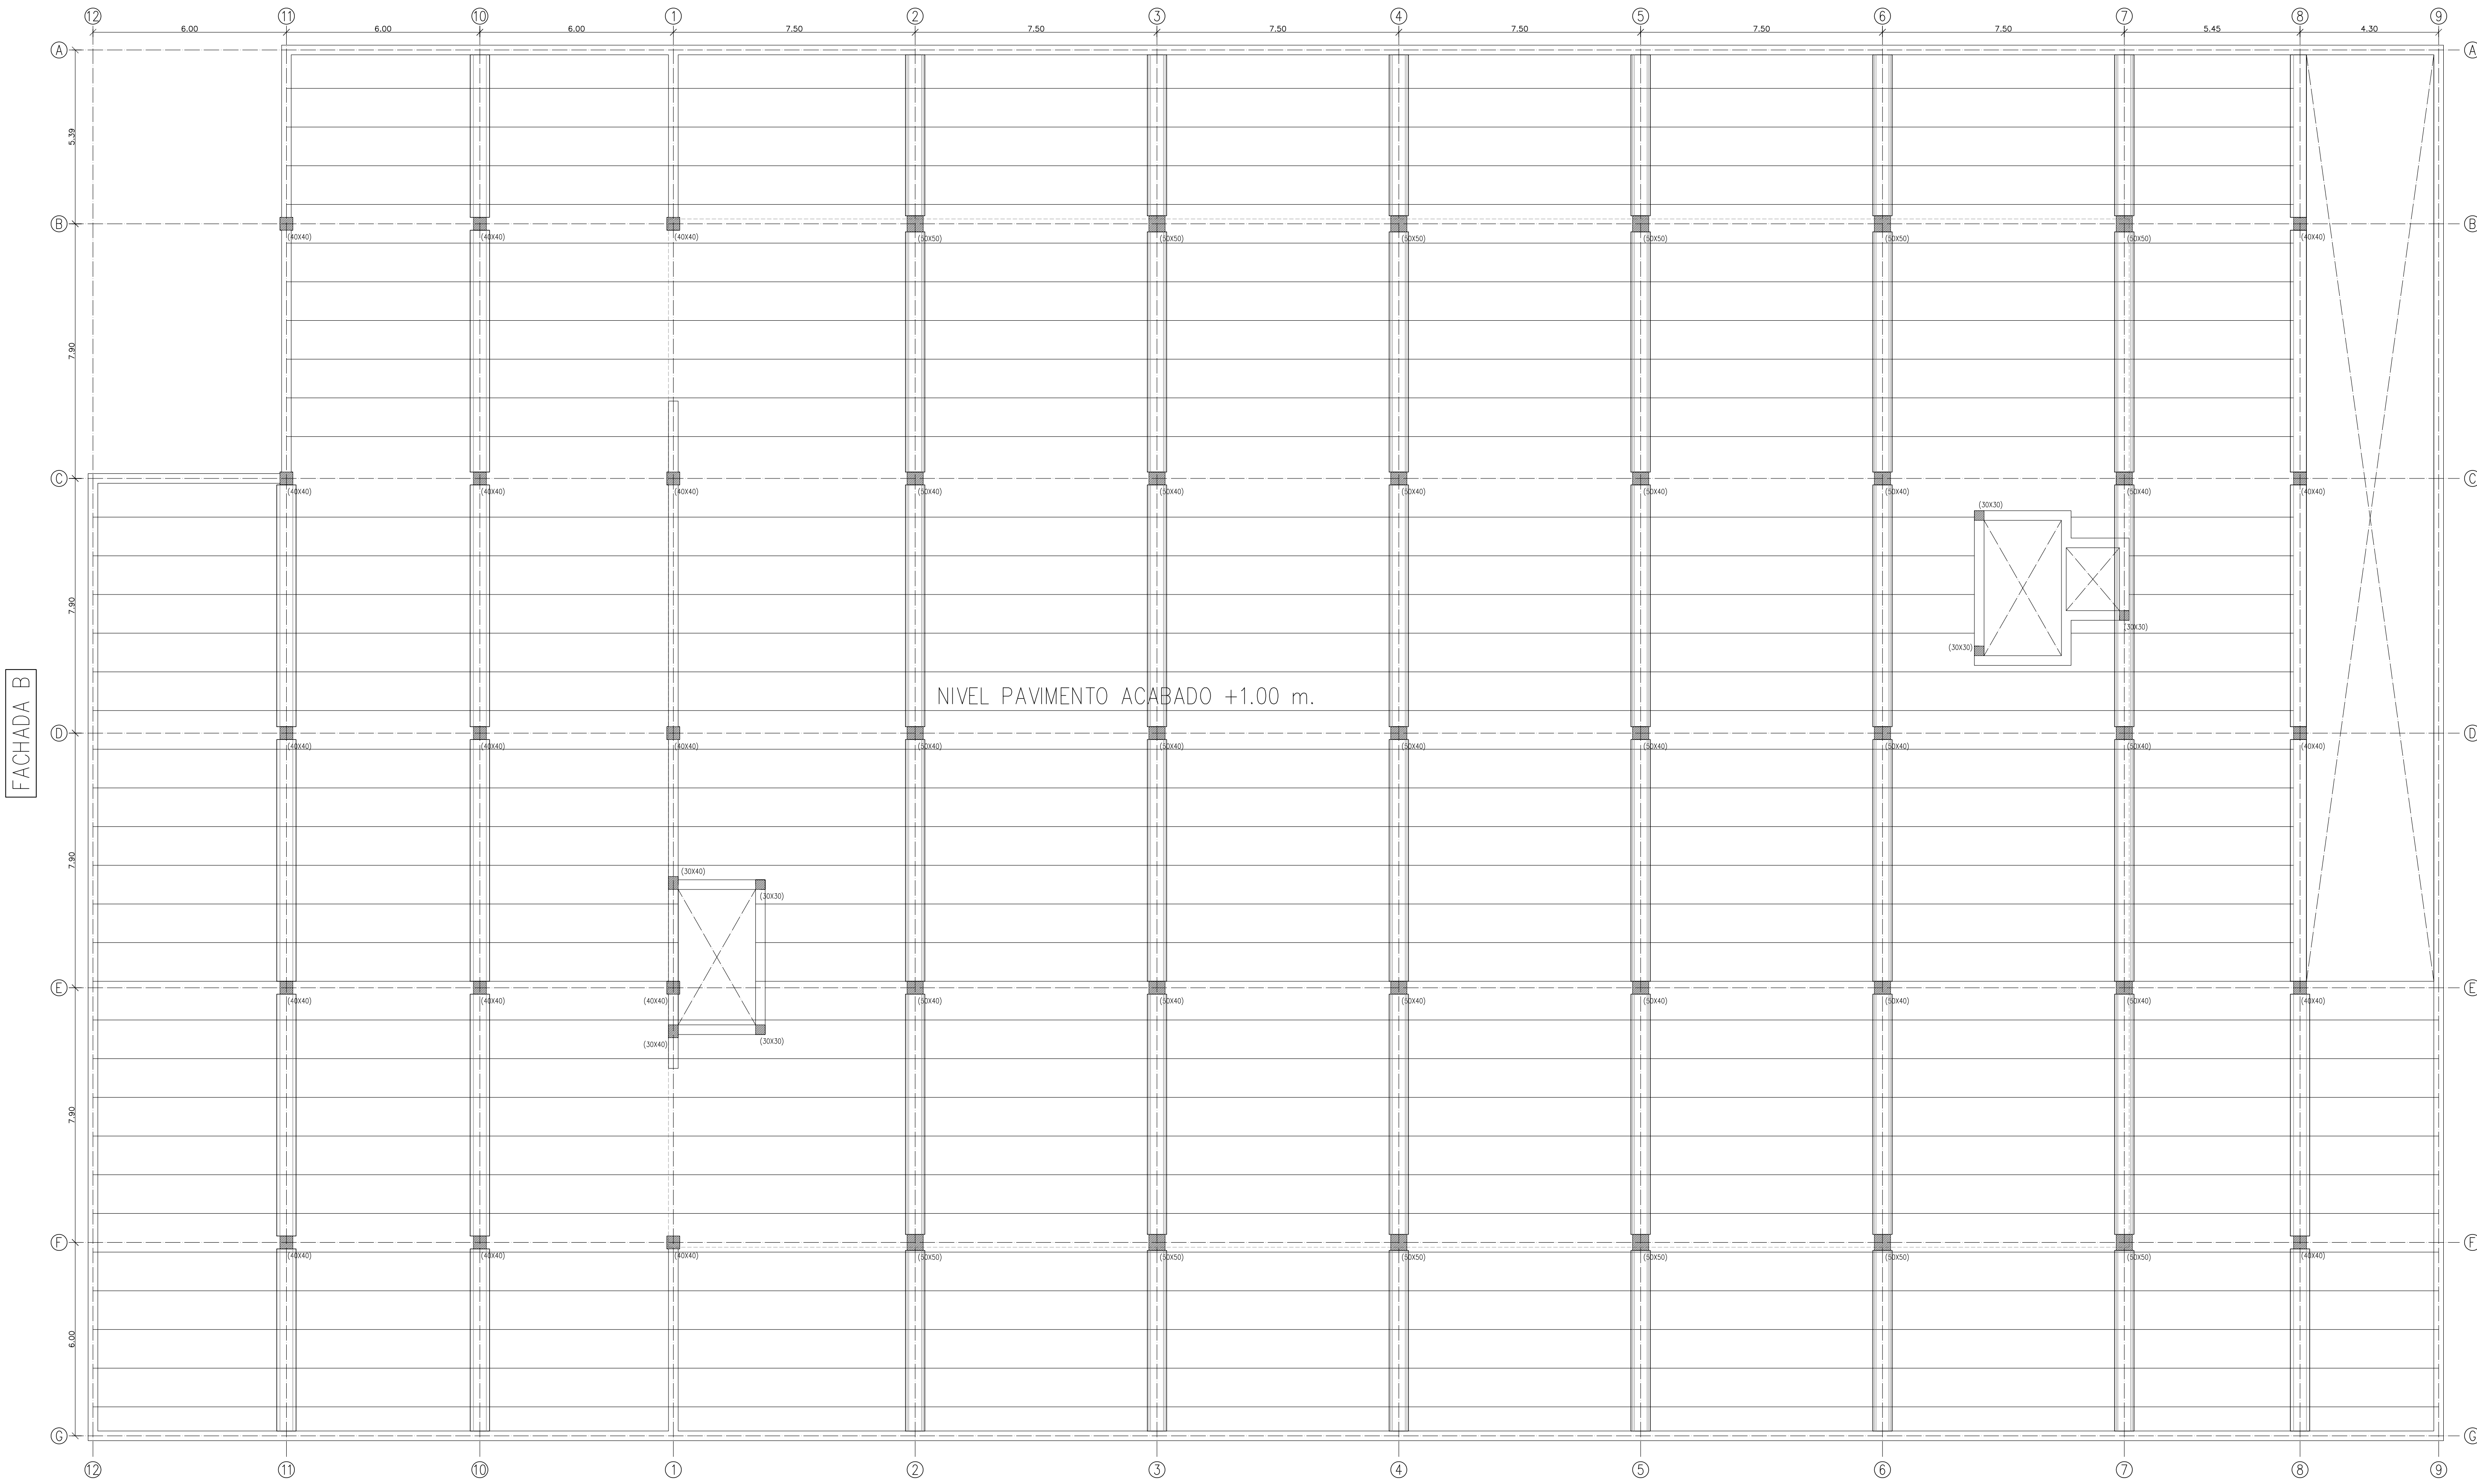 12 11 10 1 2 3 4 5 6 7 8 9
6.00 6.00 6.00 7.50 7.50 7.50 7.50 7.50 7.50 5.45 4.30
A A
5.39
B B
(40X40) (40X40) (40X40) (50X50) (50X50) (50X50) (50X50) (50X50) (50X50) (40X40)
7.90
C C
(40X40) (40X40) (40X40) (50X40) (50X40) (50X40) (50X40) (50X40) (50X40) (40X40)
(30X30)
7.90
(30X30)
(30X30)
FACHADA B
NIVEL PAVIMENTO ACABADO +1.00 m.
D D
(40X40) (40X40) (40X40) (50X40) (50X40) (50X40) (50X40) (50X40) (50X40) (40X40)
7.90
(30X40)
(30X30)
E E
(40X40) (40X40) (40X40) (50X40) (50X40) (50X40) (50X40) (50X40) (50X40) (40X40)
(30X40) (30X30)
7.90
F F
(40X40) (40X40) (40X40) (50X50) (50X50) (50X50) (50X50) (50X50) (50X50) (40X40)
6.00
G G
12 11 10 1 2 3 4 5 6 7 8 9